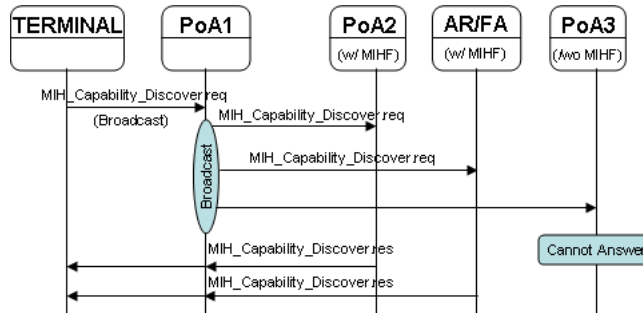 TERMINAL
PoA1
PoA2
(w/ MIHF)
AR/FA
(w/ MIHF)
PoA3
(/wo MIHF)
MIH_Capability_Discover.req
(Broadcast)
MIH_Capability_Discover.req
MIH_Capability_Discover.req
Broadcast
Cannot Answer
MIH_Capability_Discover.res
MIH_Capability_Discover.res